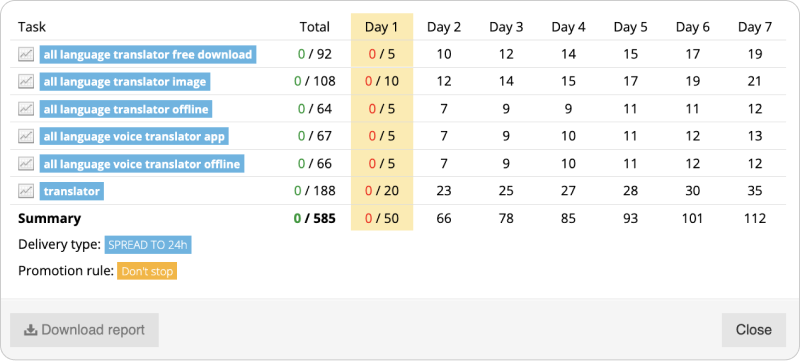 Task Total Day 1 Day 2 Day 3 Day 4 Day 5 Day 6 Day 7
all language translator free download 0 / 92 0 / 5 10 12 14 15 17 19
all language translator image 0 / 108 0 / 10 12 14 15 17 19 21
all language translator offline 0 / 64 0 / 5 7 9 9 11 11 12
all language voice translator app 0 / 67 0 / 5 7 9 10 11 12 13
all language voice translator offline 0 / 66 0 / 5 7 9 10 11 12 12
translator 0 / 188 0 / 20 23 25 27 28 30 35
Summary 0 / 585 0 / 50 66 78 85 93 101 112
Delivery type: SPREAD TO 24h
Promotion rule: Don't stop
Download report Close